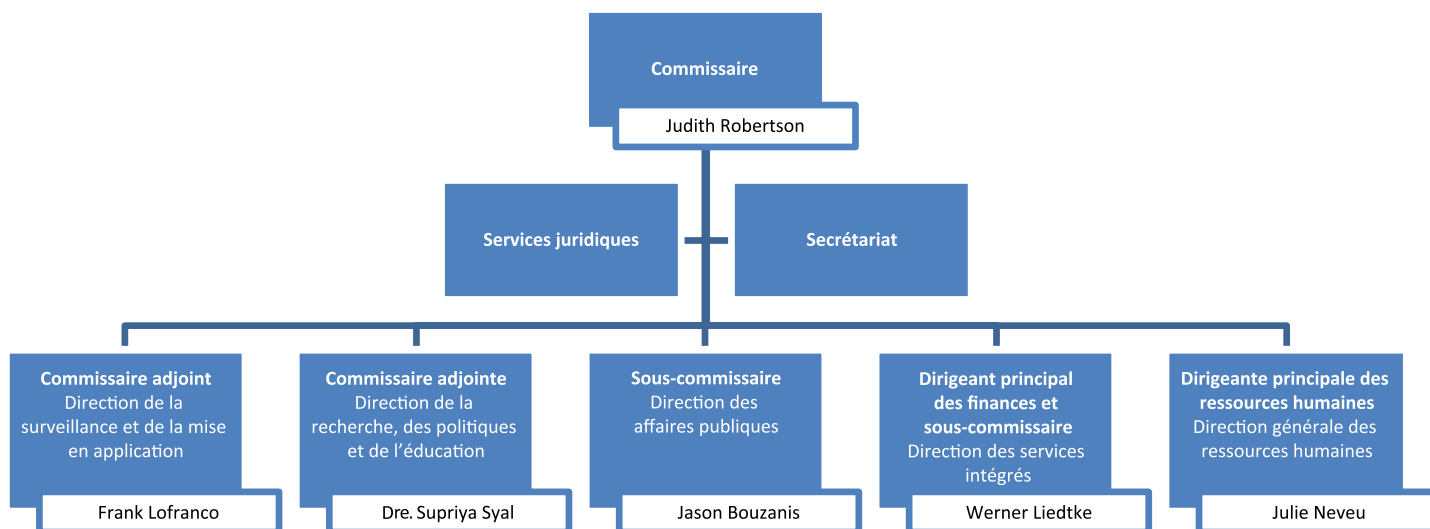 Commissaire
Judith Robertson
Services juridiques
Secrétariat
Commissaire adjoint
Direction de la
surveillance et de la mise
en application
Frank Lofranco
Commissaire adjointe
Direction de la
recherche, des politiques
et de l’éducation
Dre. Supriya Syal
Sous-commissaire
Direction des
affaires publiques
Jason Bouzanis
Dirigeant principal
des finances et
sous-commissaire
Direction des services
intégrés
Werner Liedtke
Dirigeante principale des
ressources humaines
Direction générale des
ressources humaines
Julie Neveu